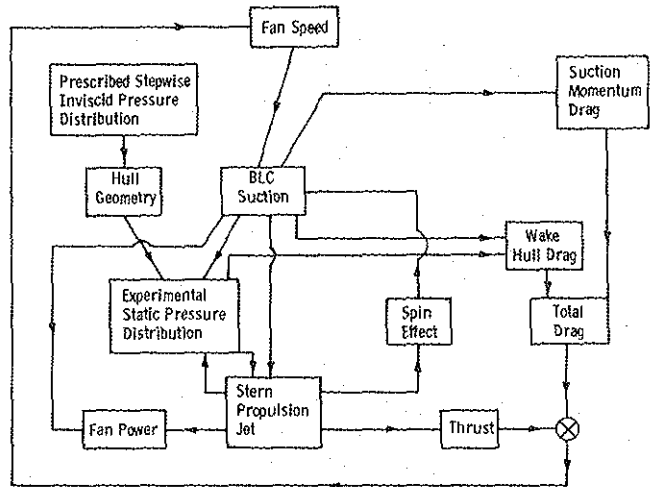 Fan Speed
Prescribed Stepwise
Inviscid Pressure
Distribution
Suction
Momentum
Drag
Hull
Geometry
BLC
Suction
Wake
Hull Drag
Experimental
Static Pressure
Distribution
Spin
Effect
Total
Drag
Stern
Propulsion
Jet
Fan Power
Thrust